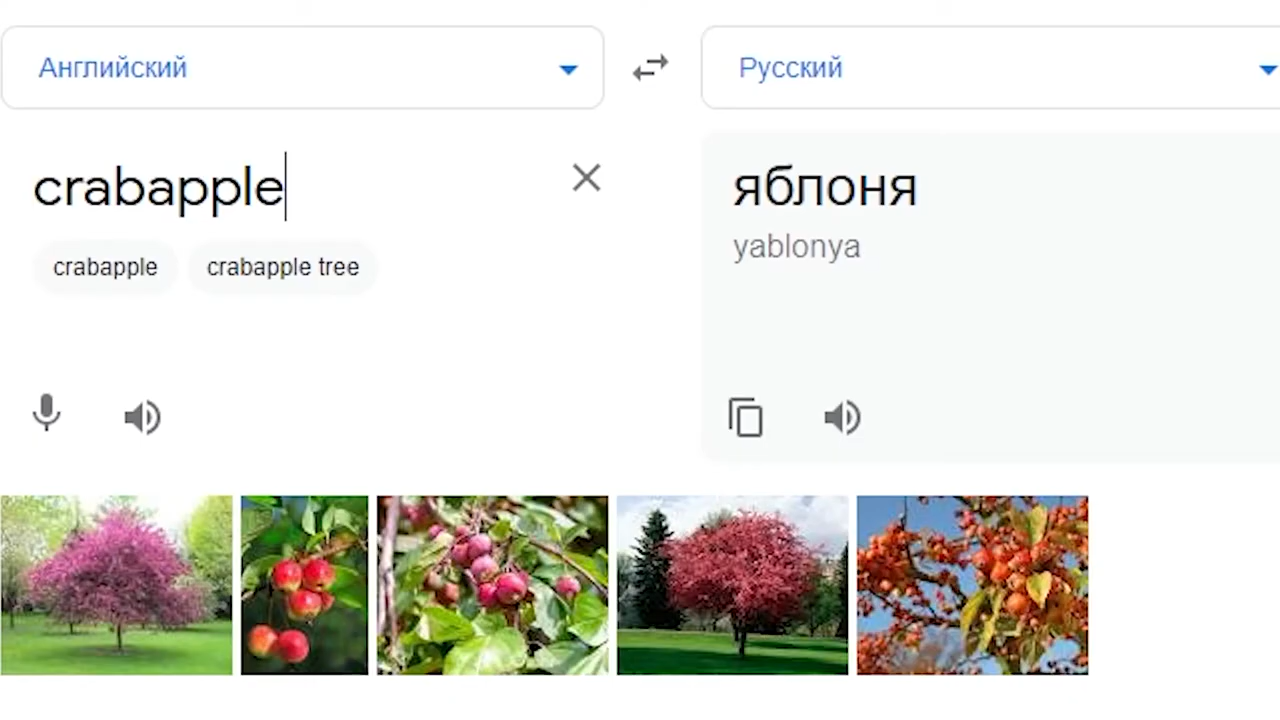 Английский
Русский
crabapple
crabapple
crabapple tree
яблоня
yablonya